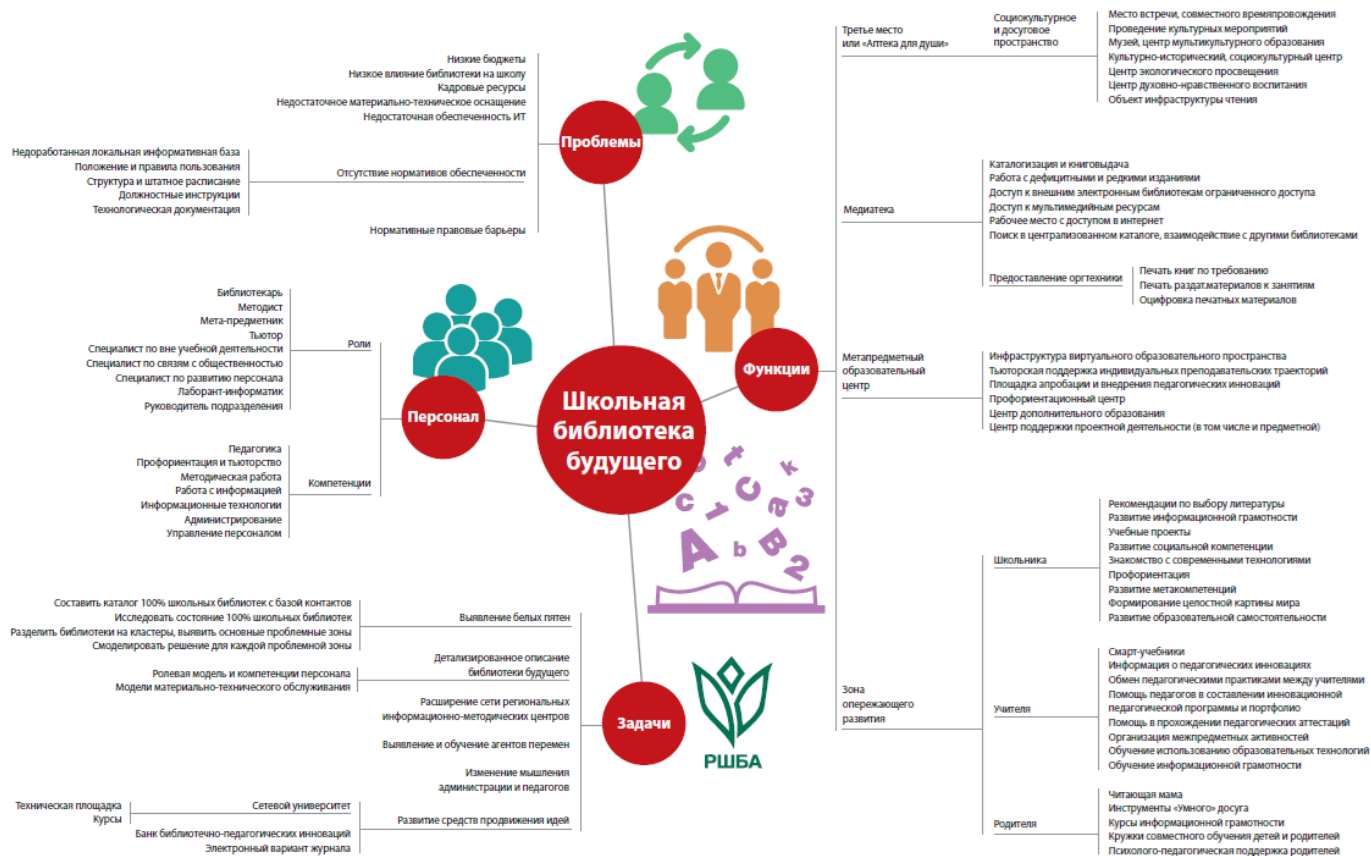 Школьная
библиотека
будущего
Проблемы
Низкие бюджеты
Низкое влияние библиотеки на школу
Кадровые ресурсы
Недостаточное материально-техническое оснащение
Недостаточная обеспеченность ИТ
Отсутствие нормативов обеспеченности
Недоработанная локальная информативная база
Положение и правила пользования
Структура и штатное расписание
Должностные инструкции
Технологическая документация
Нормативные правовые барьеры
Персонал
Роли
Библиотекарь
Методист
Мета-предметник
Тьютор
Специалист по вне учебной деятельности
Специалист по связям с общественностью
Специалист по развитию персонала
Лаборант-информатик
Руководитель подразделения
Компетенции
Педагогика
Профориентация и тьюторство
Методическая работа
Работа с информацией
Информационные технологии
Администрирование
Управление персоналом
Задачи
Выявление белых пятен
Составить каталог 100% школьных библиотек с базой контактов
Исследовать состояние 100% школьных библиотек
Разделить библиотеки на кластеры, выявить основные проблемные зоны
Смоделировать решение для каждой проблемной зоны
Детализированное описание
библиотеки будущего
Ролевая модель и компетенции персонала
Модели материально-технического обслуживания
Расширение сети региональных
информационно-методических центров
Выявление и обучение агентов перемен
Изменение мышления
администрации и педагогов
Развитие средств продвижения идей
Сетевой университет
Техническая площадка
Курсы
Банк библиотечно-педагогических инноваций
Электронный вариант журнала
Функции
Третье место
или «Аптека для души»
Социокультурное
и досуговое
пространство
Место встречи, совместного времяпровождения
Проведение культурных мероприятий
Музей, центр мультикультурного образования
Культурно-исторический, социокультурный центр
Центр экологического просвещения
Центр духовно-нравственного воспитания
Объект инфраструктуры чтения
Медиатека
Каталогизация и книговыдача
Работа с дефицитными и редкими изданиями
Доступ к внешним электронным библиотекам ограниченного доступа
Доступ к мультимедийным ресурсам
Рабочее место с доступом в интернет
Поиск в централизованном каталоге, взаимодействие с другими библиотеками
Предоставление оргтехники
Печать книг по требованию
Печать раздат.материалов к занятиям
Оцифровка печатных материалов
Метапредметный
образовательный
центр
Инфраструктура виртуального образовательного пространства
Тьюторская поддержка индивидуальных преподавательских траекторий
Площадка апробации и внедрения педагогических инноваций
Профориентационный центр
Центр дополнительного образования
Центр поддержки проектной деятельности (в том числе и предметной)
Зона
опережающего
развития
Школьника
Рекомендации по выбору литературы
Развитие информационной грамотности
Учебные проекты
Развитие социальной компетенции
Знакомство с современными технологиями
Профориентация
Развитие метакомпетенций
Формирование целостной картины мира
Развитие образовательной самостоятельности
Учителя
Смарт-учебники
Информация о педагогических инновациях
Обмен педагогическими практиками между учителями
Помощь педагогов в составлении инновационной
педагогической программы и портфолио
Помощь в прохождении педагогических аттестаций
Организация межпредметных активностей
Обучение использованию образовательных технологий
Обучение информационной грамотности
Родителя
Читающая мама
Инструменты «Умного» досуга
Курсы информационной грамотности
Кружки совместного обучения детей и родителей
Психолого-педагогическая поддержка родителей
t k
c 1 C a 3
A b B 2
РШБА